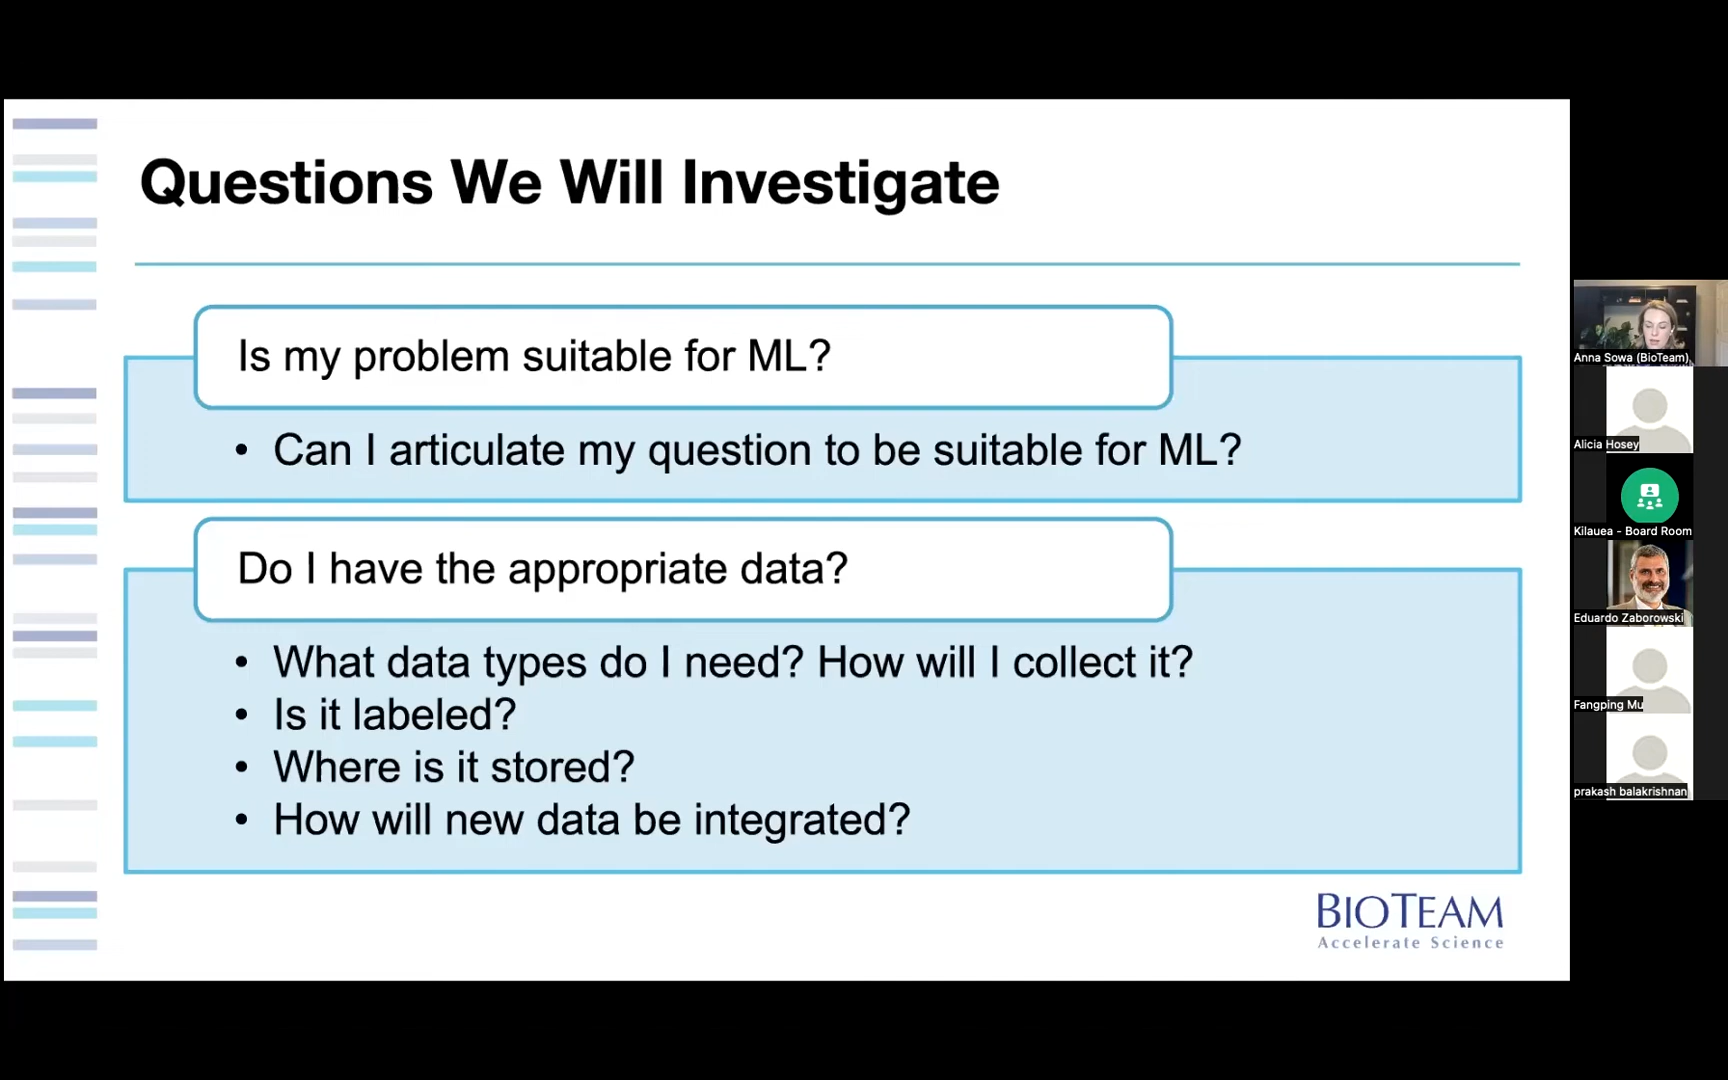 Questions We Will Investigate
Is my problem suitable for ML?
• Can I articulate my question to be suitable for ML?
Do I have the appropriate data?
• What data types do I need? How will I collect it?
• Is it labeled?
• Where is it stored?
• How will new data be integrated?
BIOTEAM
Accelerate Science
Anna Sowa (BioTeam)
Alicia Hosey
Kilauea - Board Room
Eduardo Zaborowski
Fangping Mu
prakash balakrishnan